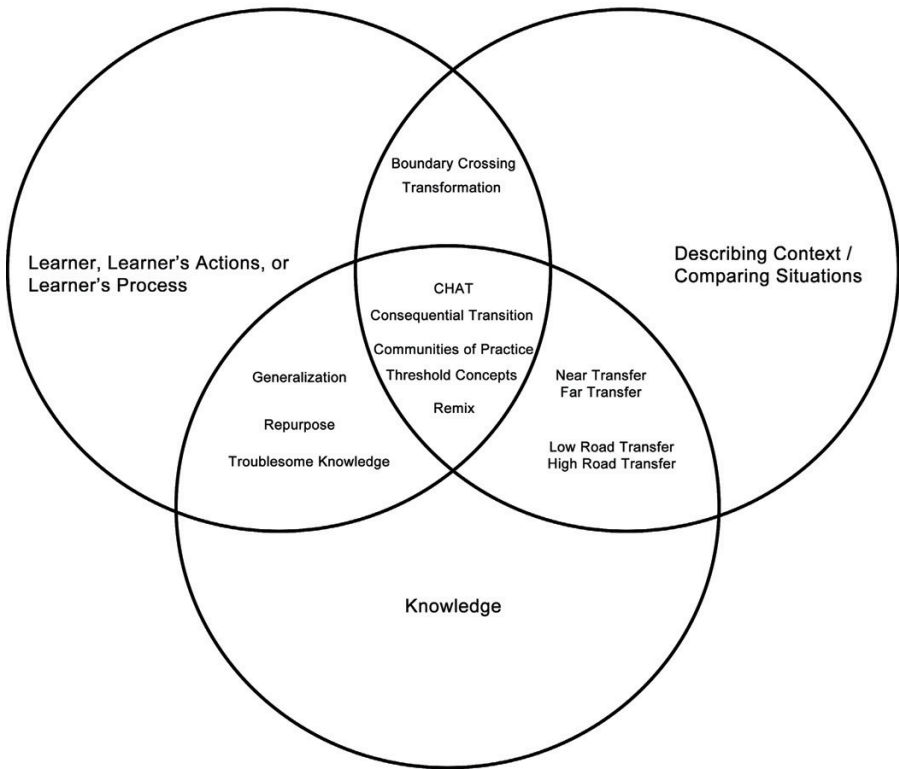 Boundary Crossing
Transformation
Learner, Learner's Actions, or
Learner's Process
Describing Context /
Comparing Situations
CHAT
Consequential Transition
Communities of Practice
Threshold Concepts
Remix
Generalization
Repurpose
Troublesome Knowledge
Near Transfer
Far Transfer
Low Road Transfer
High Road Transfer
Knowledge